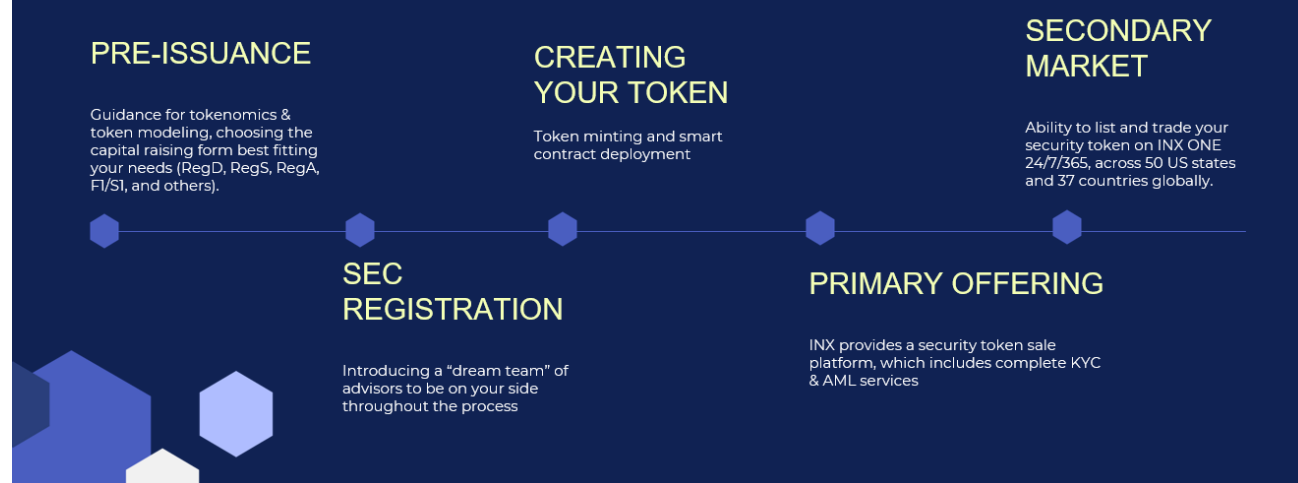 PRE-ISSUANCE
Guidance for tokenomics &
token modeling, choosing the
capital raising form best fitting
your needs (RegD, RegS, RegA,
F1/S1, and others).
SEC
REGISTRATION
Introducing a “dream team” of
advisors to be on your side
throughout the process
CREATING
YOUR TOKEN
Token minting and smart
contract deployment
PRIMARY OFFERING
INX provides a security token sale
platform, which includes complete KYC
& AML services
SECONDARY
MARKET
Ability to list and trade your
security token on INX ONE
24/7/365, across 50 US states
and 37 countries globally.